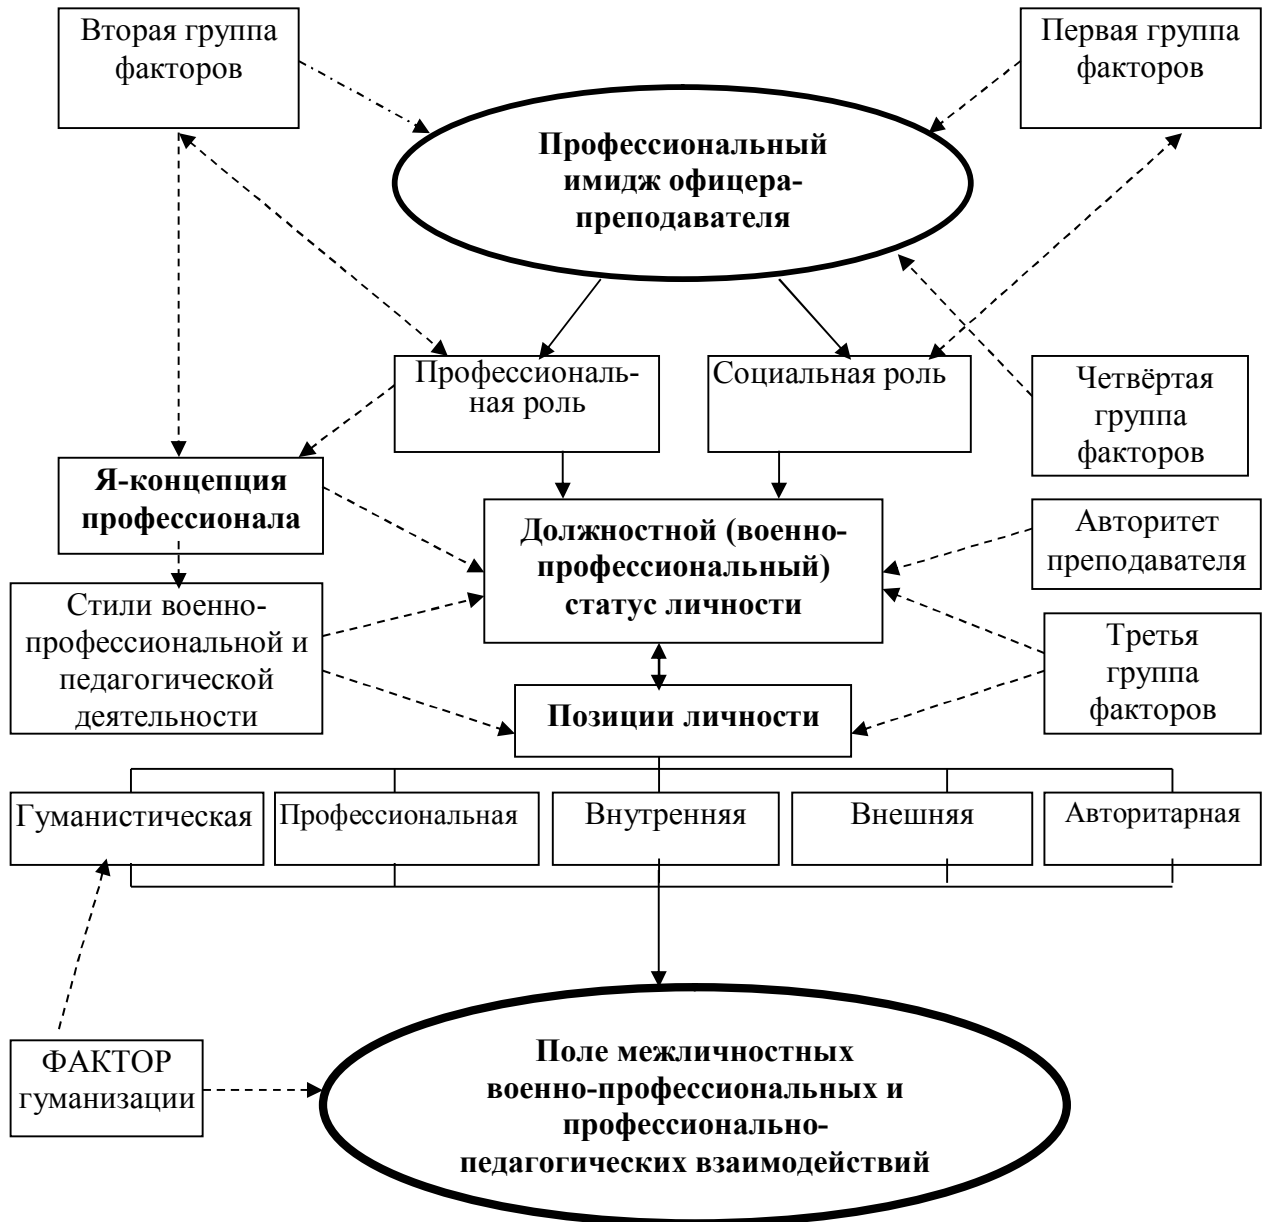 Вторая группа
факторов
Первая группа
факторов
Профессиональный
имидж офицера-
преподавателя
Профессиональ-
ная роль
Социальная роль
Четвёртая
группа
факторов
Я-концепция
профессионала
Должностной (военно-
профессиональный)
статус личности
Авторитет
преподавателя
Стили военно-
профессиональной и
педагогической
деятельности
Третья
группа
факторов
Позиции личности
Гуманистическая
Профессиональная
Внутренняя
Внешняя
Авторитарная
ФАКТОР
гуманизации
Поле межличностных
военно-профессиональных и
профессионально-
педагогических взаимодействий